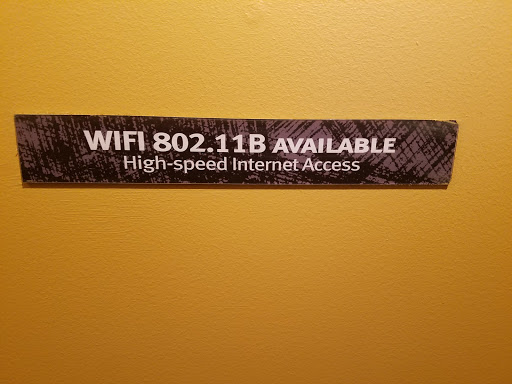 WIFI 802.11B AVAILABLE
High-speed Internet Access